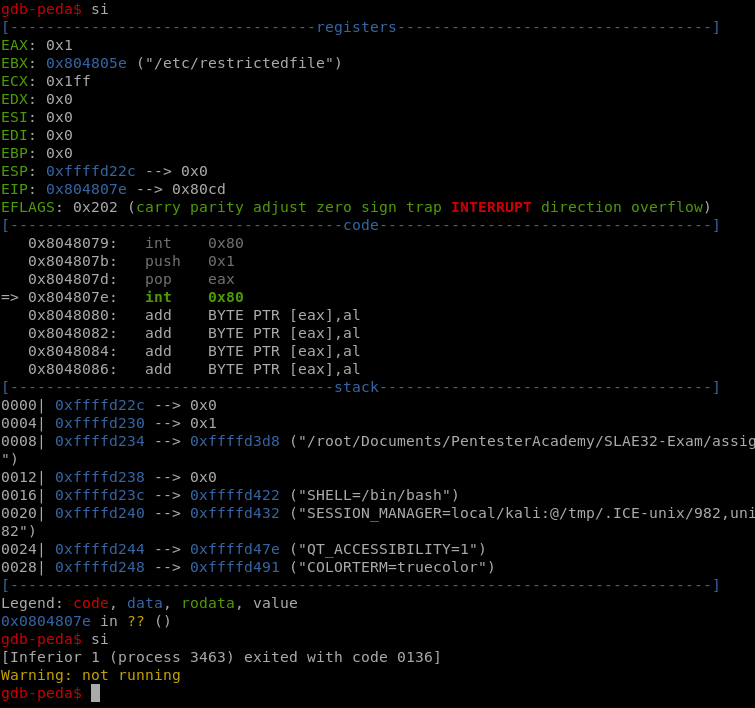 gdb-peda$ si
[----------------------------------registers-----------------------------------]
EAX: 0x1
EBX: 0x804805e ("/etc/restrictedfile")
ECX: 0x1ff
EDX: 0x0
ESI: 0x0
EDI: 0x0
EBP: 0x0
ESP: 0xffffd22c --> 0x0
EIP: 0x804807e --> 0x80cd
EFLAGS: 0x202 (carry parity adjust zero sign trap INTERRUPT direction overflow)
[-------------------------------------code-------------------------------------]
   0x8048079:	int    0x80
   0x804807b:	push   0x1
   0x804807d:	pop    eax
=> 0x804807e:	int    0x80
   0x8048080:	add    BYTE PTR [eax],al
   0x8048082:	add    BYTE PTR [eax],al
   0x8048084:	add    BYTE PTR [eax],al
   0x8048086:	add    BYTE PTR [eax],al
[------------------------------------stack-------------------------------------]
0000| 0xffffd22c --> 0x0
0004| 0xffffd230 --> 0x1
0008| 0xffffd234 --> 0xffffd3d8 ("/root/Documents/PentesterAcademy/SLAE32-Exam/assig
")
0012| 0xffffd238 --> 0x0
0016| 0xffffd23c --> 0xffffd422 ("SHELL=/bin/bash")
0020| 0xffffd240 --> 0xffffd432 ("SESSION_MANAGER=local/kali:@/tmp/.ICE-unix/982,uni
82")
0024| 0xffffd244 --> 0xffffd47e ("QT_ACCESSIBILITY=1")
0028| 0xffffd248 --> 0xffffd491 ("COLORTERM=truecolor")
[------------------------------------------------------------------------------]
Legend: code, data, rodata, value
0x0804807e in ?? ()
gdb-peda$ si
[Inferior 1 (process 3463) exited with code 0136]
Warning: not running
gdb-peda$